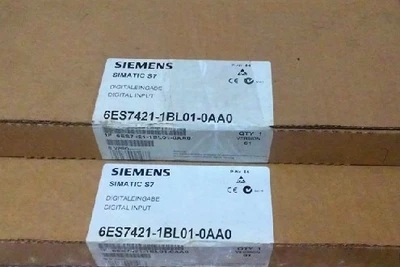 SIEMENS
SIMATIC S7
DIGITALEINGABE
DIGITAL INPUT
6ES7421-1BL01-0AA0
QTY 1
SIEMENS
SIMATIC S7
DIGITALEINGABE
DIGITAL INPUT
6ES7421-1BL01-0AA0
QTY 1